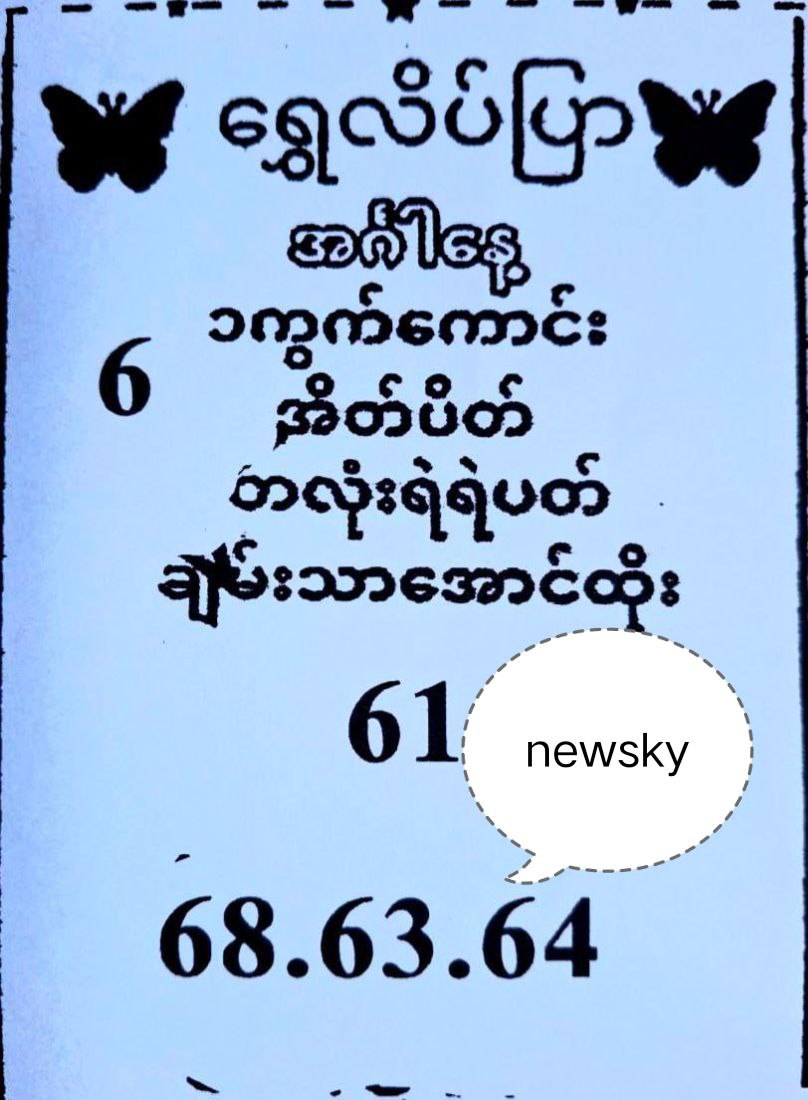 ရွှေလိပ်ပြာ
အင်္ဂါနေ့
၁ကွက်ကောင်း
6
အိတ်ပိတ်
တလုံးရဲရဲပတ်
ချမ်းသာအောင်ထိုး
61
newsky
68.63.64